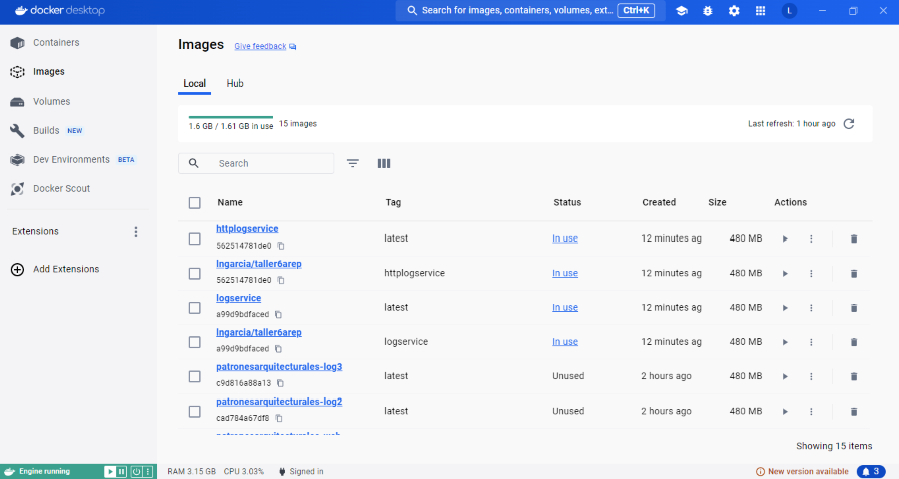 docker desktop
Search for images, containers, volumes, ext... Ctrl+K
L
Containers
Images
Volumes
Builds NEW
Dev Environments BETA
Docker Scout
Extensions
Add Extensions
Images Give feedback
Local Hub
1.6 GB / 1.61 GB in use 15 images Last refresh: 1 hour ago
Search
Name Tag Status Created Size Actions
httplogservice
562514781de0 latest In use 12 minutes ag 480 MB
lngarcia/taller6arep
562514781de0 httplogservice In use 12 minutes ag 480 MB
logservice
a99d9bdfaced latest In use 12 minutes ag 480 MB
lngarcia/taller6arep
a99d9bdfaced logservice In use 12 minutes ag 480 MB
patronesarquitecturales-log3
c9d816a88a13 latest Unused 2 hours ago 480 MB
patronesarquitecturales-log2
cad784a67df8 latest Unused 2 hours ago 480 MB
Showing 15 items
Engine running RAM 3.15 GB CPU 3.03% Signed in New version available 3